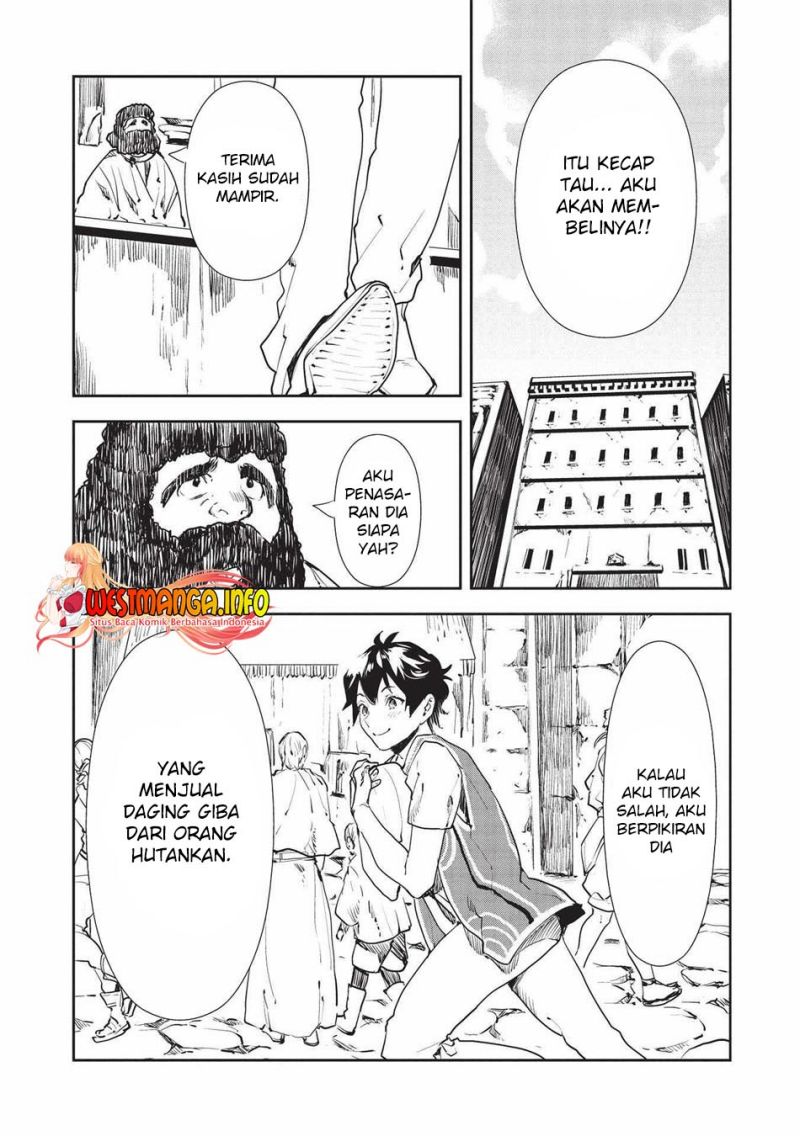 ITU KECAP
TAU... AKU
AKAN MEM-
BELINYA!!
TERIMA
KASIH SUDAH
MAMPIR.
AKU
PENASA-
RAN DIA
SIAPA
YAH?
WESTMANGA.INFO
Situs Baca Komik Berbahasa Indonesia
KALAU
AKU TIDAK
SALAH, AKU
BERPIKIRAN
DIA
YANG
MENJUAL
DAGING GIBA
DARI ORANG
HUTANKAN.